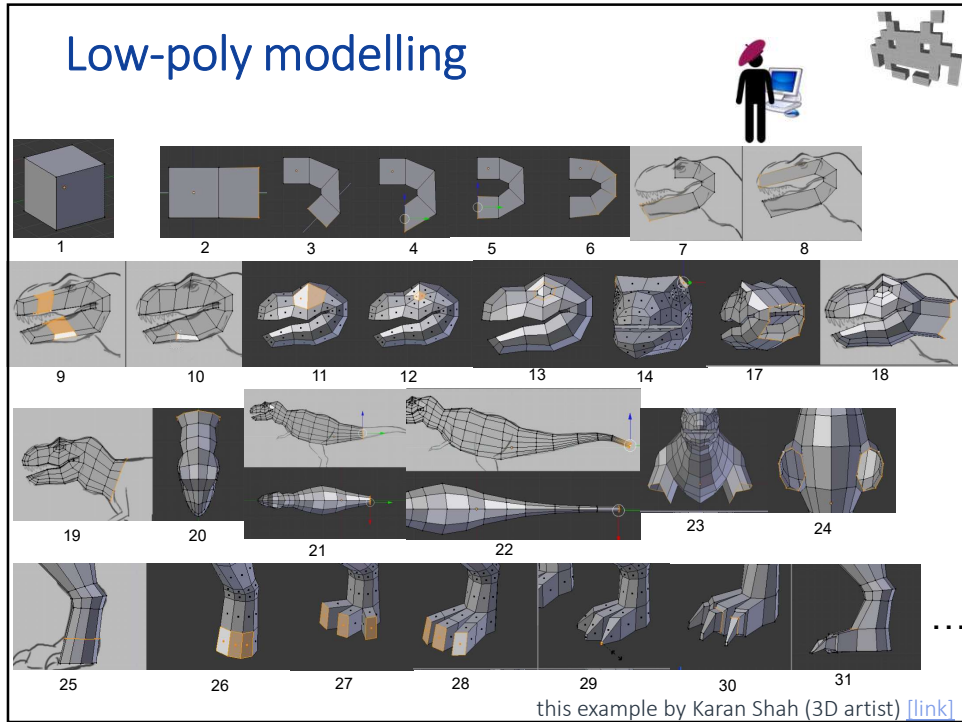 Low-poly modelling
1 2 3 4 5 6 7 8
9 10 11 12 13 14 17 18
19 20 21 22 23 24
25 26 27 28 29 30 31
...
this example by Karan Shah (3D artist) [link]